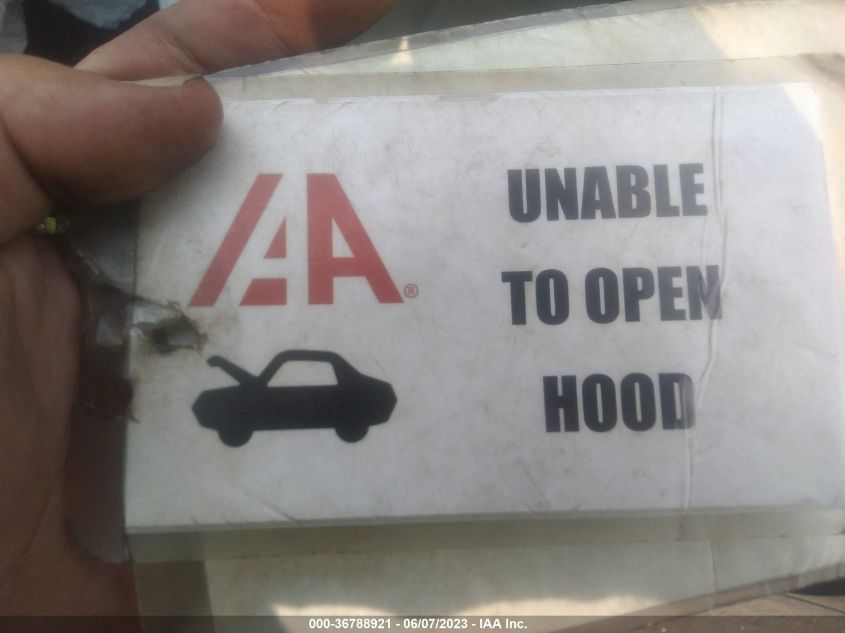 IAA®
UNABLE
TO OPEN
HOOD
000-36788921 - 06/07/2023 - IAA Inc.